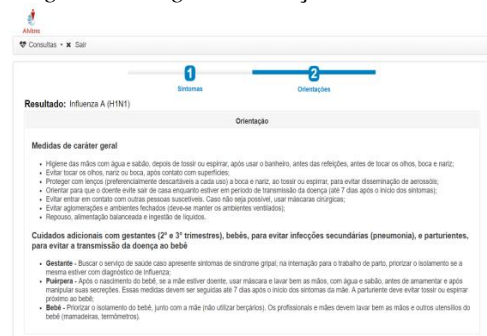 Ahitns
Consultas • ✖ Sair
1 2
Sintomas Orientações
Resultado: Influenza A (H1N1)
Orientação
Medidas de caráter geral
• Higiene das mãos com água e sabão, depois de tossir ou espirrar, após usar o banheiro, antes das refeições, antes de tocar os olhos, boca e nariz;
• Evitar tocar os olhos, nariz ou boca, após contato com superfícies;
• Proteger com lenços (preferencialmente descartáveis a cada uso) a boca e nariz, ao tossir ou espirrar, para evitar disseminação de aerossóis;
• Orientar para que o doente evite sair de casa enquanto estiver em período de transmissão da doença (até 7 dias após o início dos sintomas);
• Evitar entrar em contato com outras pessoas suscetíveis. Caso não seja possível, usar máscaras cirúrgicas;
• Evitar aglomerações e ambientes fechados (deve-se manter os ambientes ventilados);
• Repouso, alimentação balanceada e ingestão de líquidos.
Cuidados adicionais com gestantes (2º e 3º trimestres), bebês, para evitar infecções secundárias (pneumonia), e parturientes,
para evitar a transmissão da doença ao bebê
• Gestante - Buscar o serviço de saúde caso apresente sintomas de síndrome gripal; na internação para o trabalho de parto, priorizar o isolamento se a
mesma estiver com diagnóstico de influenza;
• Puérpera - Após o nascimento do bebê, se a mãe estiver doente, usar máscara e lavar bem as mãos, com água e sabão, antes de amamentar e após
manipular suas secreções. Essas medidas devem ser seguidas até 7 dias após o início dos sintomas da mãe. A parturiente deve evitar tossir ou espirrar
próximo ao bebê;
• Bebê - Priorizar o isolamento do bebê, junto com a mãe (não utilizar berçários). Os profissionais e mães devem lavar bem as mãos e outros utensílios do
bebê (mamadeiras, termômetros).